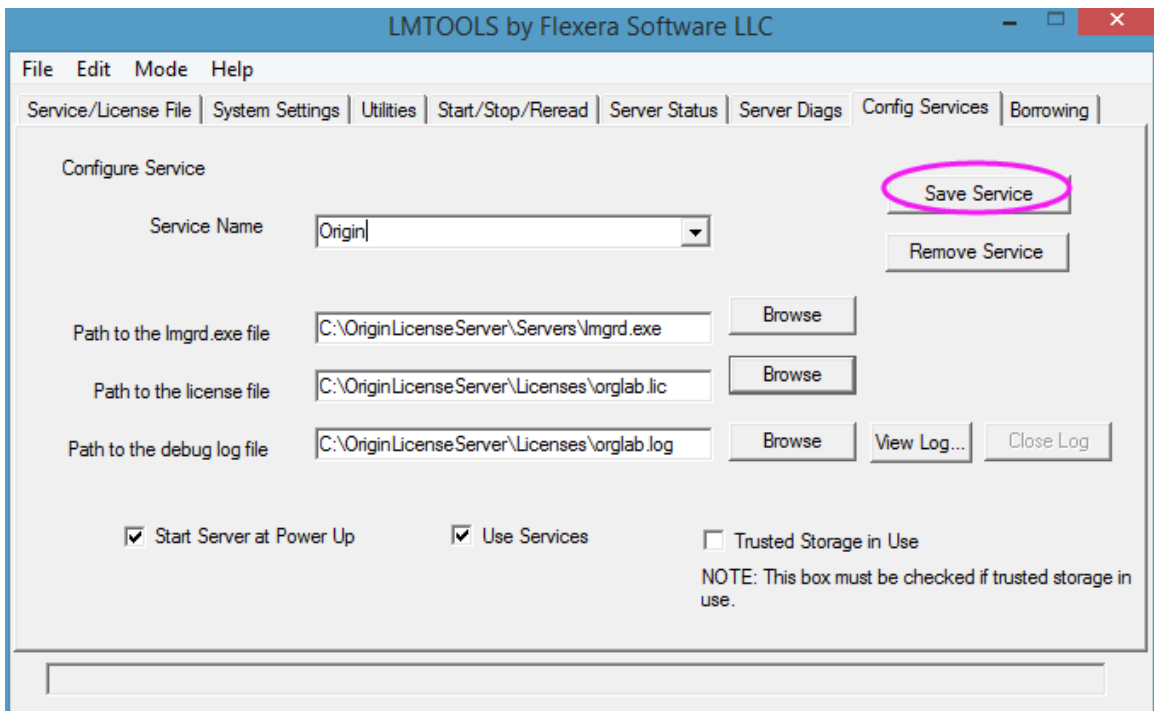 LMTOOLS by Flexera Software LLC
File Edit Mode Help
Service/License File System Settings Utilities Start/Stop/Reread Server Status Server Diags Config Services Borrowing
Configure Service
Save Service
Service Name Origin
Remove Service
Path to the lmgrd.exe file C:\OriginLicenseServer\Servers\lmgrd.exe Browse
Path to the license file C:\OriginLicenseServer\Licenses\orglab.lic Browse
Path to the debug log file C:\OriginLicenseServer\Licenses\orglab.log Browse View Log... Close Log
Start Server at Power Up Use Services Trusted Storage in Use
NOTE: This box must be checked if trusted storage in
use.